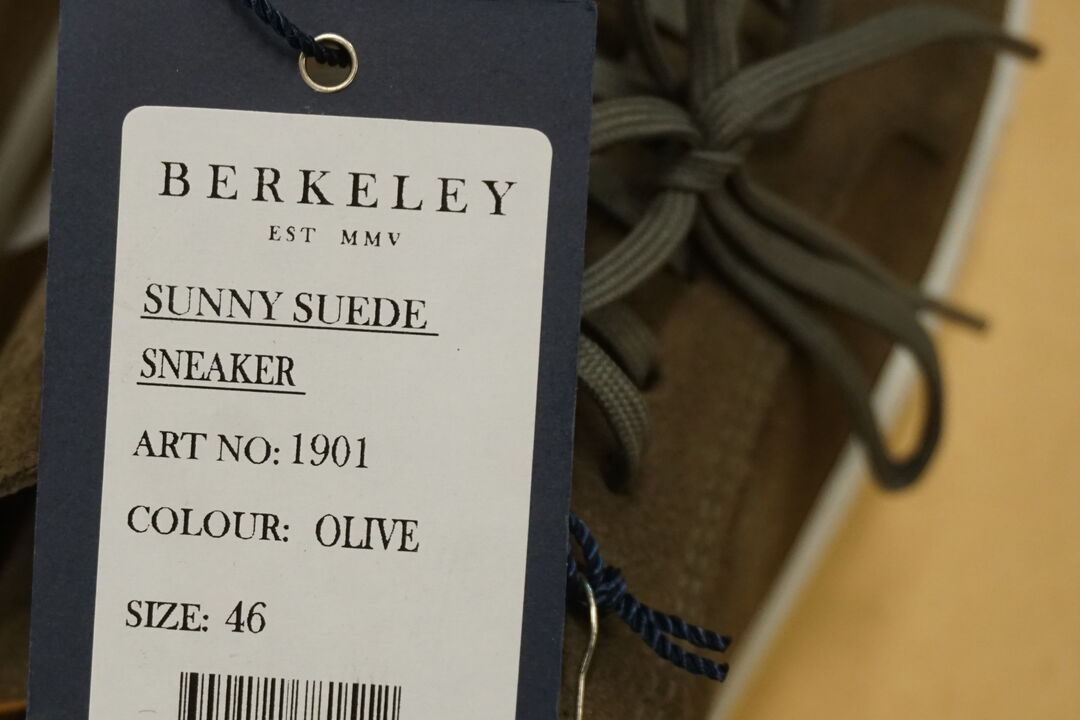 BERKELEY
EST MMV
SUNNY SUEDE
SNEAKER
ART NO: 1901
COLOUR: OLIVE
SIZE: 46